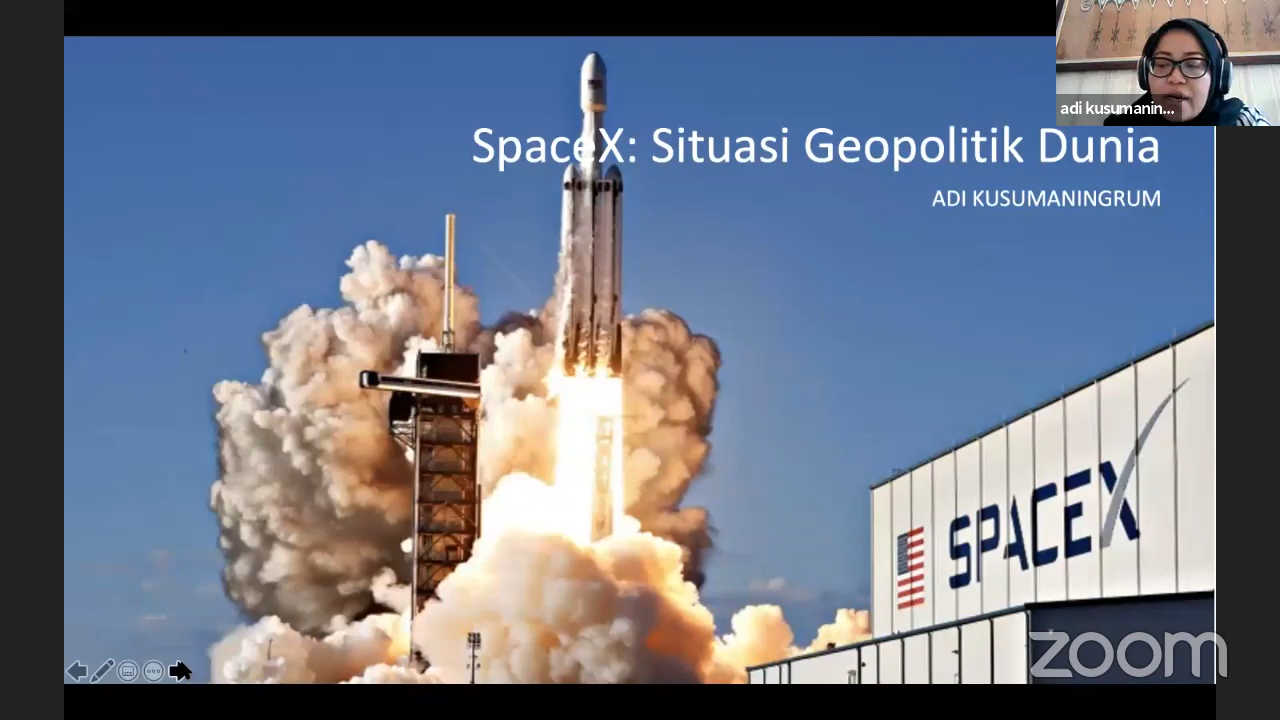 adi kusumanin...
SpaceX: Situasi Geopolitik Dunia
ADI KUSUMANINGRUM
SPACEX
zoom